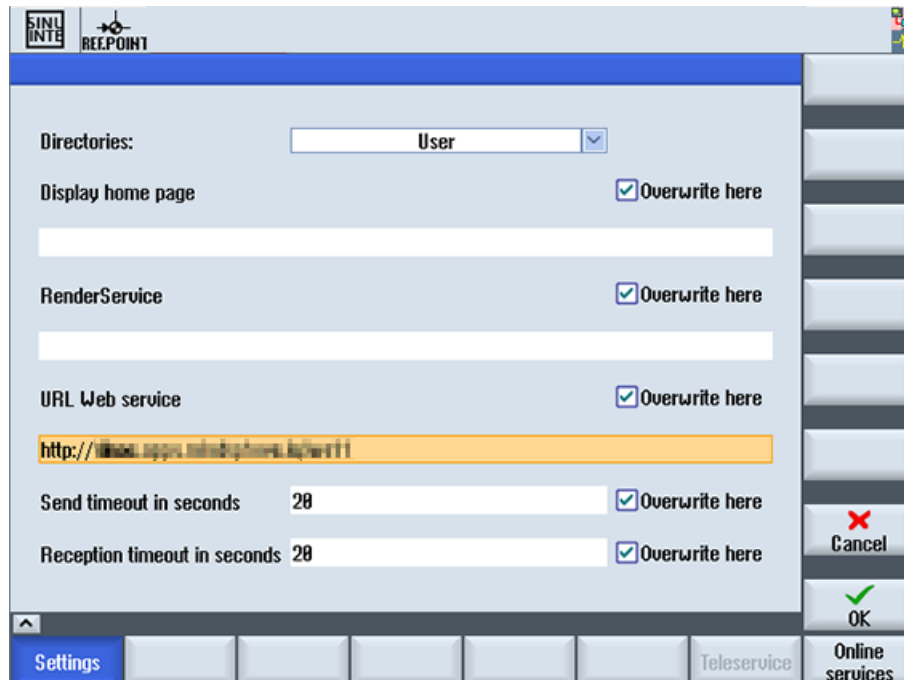 SINU
INTE
REF.POINT
Directories: User
Display home page Overwrite here
RenderService Overwrite here
URL Web service Overwrite here
http://
Send timeout in seconds 20 Overwrite here
Reception timeout in seconds 20 Overwrite here
Cancel
OK
Settings Teleservice Online services